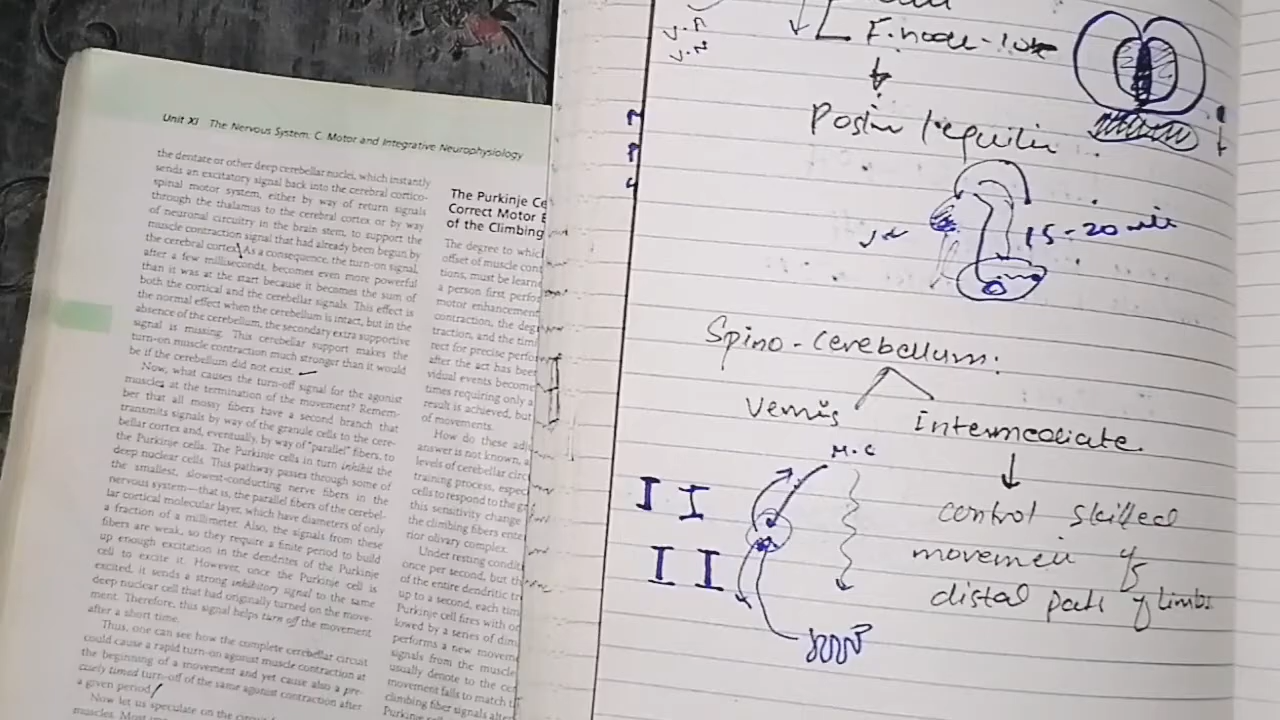 Unit XI The Nervous System: C. Motor and Integrative Neurophysiology
the dentate or other deep cerebellar nuclei, which instantly
sends an excitatory signal back into the cerebral cortico-
spinal motor system, either by way of return signals
through the thalamus to the cerebral cortex or by way
of neuronal circuitry in the brain stem, to support the
muscle contraction signal that had already been begun by
the cerebral cortex. As a consequence, the turn-on signal,
after a few milliseconds, becomes even more powerful
than it was at the start because it becomes the sum of
both the cortical and the cerebellar signals. This effect is
the normal effect when the cerebellum is intact, but in the
absence of the cerebellum, the secondary extra supportive
signal is missing. This cerebellar support makes the
turn-on muscle contraction much stronger than it would
be if the cerebellum did not exist.
Now, what causes the turn-off signal for the agonist
muscles at the termination of the movement? Remem-
ber that all mossy fibers have a second branch that
transmits signals by way of the granule cells to the cere-
bellar cortex and, eventually, by way of "parallel" fibers, to
the Purkinje cells. The Purkinje cells in turn inhibit the
deep nuclear cells. This pathway passes through some of
the smallest, slowest-conducting nerve fibers in the
nervous system—that is, the parallel fibers of the cerebel-
lar cortical molecular layer, which have diameters of only
a fraction of a millimeter. Also, the signals from these
fibers are weak, so they require a finite period to build
up enough excitation in the dendrites of the Purkinje
cell to excite it. However, once the Purkinje cell is
excited, it sends a strong inhibitory signal to the same
deep nuclear cell that had originally turned on the move-
ment. Therefore, this signal helps turn off the movement
after a short time.
Thus, one can see how the complete cerebellar circuit
could cause a rapid turn-on agonist muscle contraction at
the beginning of a movement and yet cause also a pre-
cisely timed turn-off of the same agonist contraction after
a given period.
Now let us speculate on the
muscles. Most
The Purkinje Ce
Correct Motor E
of the Climbing
The degree to whic
offset of muscle con
tions, must be learn
a person first perfo
motor enhancement
contraction, the deg
traction, and the tim
rect for precise perfo
after the act has been
vidual events become
times requiring only a
result is achieved, but
of movements.
How do these adj
answer is not known, a
levels of cerebellar circ
training process, espec
cells to respond to the g
this sensitivity change
the climbing fibers ente
rior olivary complex.
Under resting condit
once per second, but th
of the entire dendritic t
up to a second, each tim
Purkinje cell fires with o
lowed by a series of dim
performs a new movem
signals from the muscle
usually denote to the ce
movement fails to match t
climbing fiber signals alte
Purkinje
V.N
15-20
Spino-cerebellum:
Vermis Intermediate
M.C
I I
I I
control skilled
distal of limbs